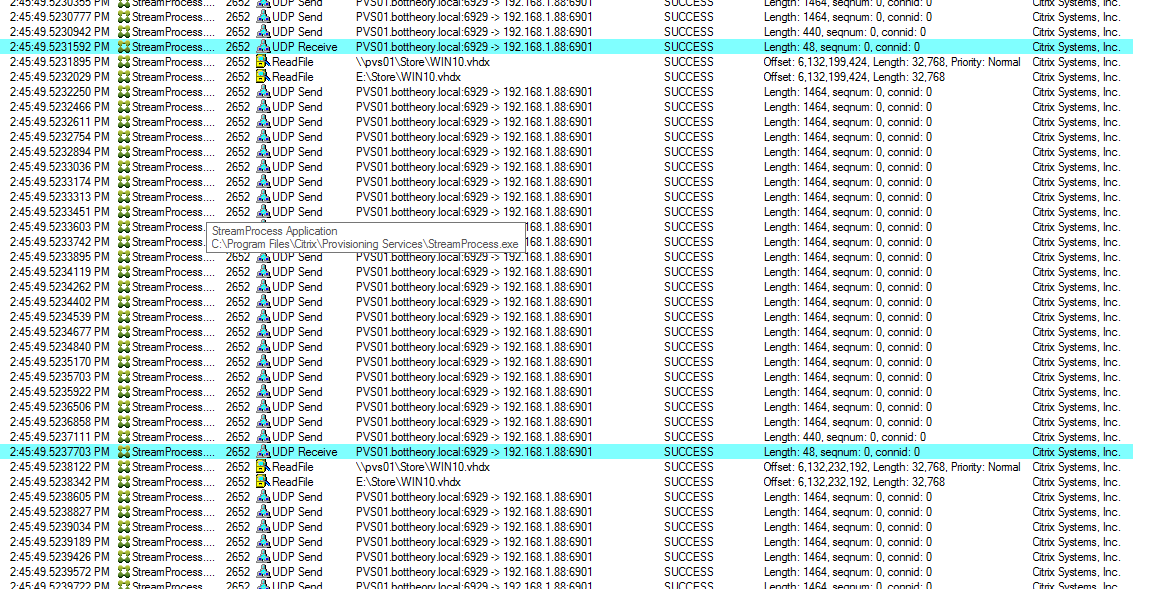 2:45:49.5230355 PM StreamProcess.... 2652 UDP Send PVS01.bottheory.local:6929 -> 192.168.1.88:6901 SUCCESS Length: 1464, seqnum: 0, connid: 0 Citrix Systems, Inc.
2:45:49.5230777 PM StreamProcess.... 2652 UDP Send PVS01.bottheory.local:6929 -> 192.168.1.88:6901 SUCCESS Length: 1464, seqnum: 0, connid: 0 Citrix Systems, Inc.
2:45:49.5230942 PM StreamProcess.... 2652 UDP Send PVS01.bottheory.local:6929 -> 192.168.1.88:6901 SUCCESS Length: 440, seqnum: 0, connid: 0 Citrix Systems, Inc.
2:45:49.5231592 PM StreamProcess.... 2652 UDP Receive PVS01.bottheory.local:6929 -> 192.168.1.88:6901 SUCCESS Length: 48, seqnum: 0, connid: 0 Citrix Systems, Inc.
2:45:49.5231895 PM StreamProcess.... 2652 ReadFile \\pvs01\Store\WIN10.vhdx SUCCESS Offset: 6,132,199,424, Length: 32,768, Priority: Normal Citrix Systems, Inc.
2:45:49.5232029 PM StreamProcess.... 2652 ReadFile E:\Store\WIN10.vhdx SUCCESS Offset: 6,132,199,424, Length: 32,768 Citrix Systems, Inc.
2:45:49.5232250 PM StreamProcess.... 2652 UDP Send PVS01.bottheory.local:6929 -> 192.168.1.88:6901 SUCCESS Length: 1464, seqnum: 0, connid: 0 Citrix Systems, Inc.
2:45:49.5232466 PM StreamProcess.... 2652 UDP Send PVS01.bottheory.local:6929 -> 192.168.1.88:6901 SUCCESS Length: 1464, seqnum: 0, connid: 0 Citrix Systems, Inc.
2:45:49.5232611 PM StreamProcess.... 2652 UDP Send PVS01.bottheory.local:6929 -> 192.168.1.88:6901 SUCCESS Length: 1464, seqnum: 0, connid: 0 Citrix Systems, Inc.
2:45:49.5232754 PM StreamProcess.... 2652 UDP Send PVS01.bottheory.local:6929 -> 192.168.1.88:6901 SUCCESS Length: 1464, seqnum: 0, connid: 0 Citrix Systems, Inc.
2:45:49.5232894 PM StreamProcess.... 2652 UDP Send PVS01.bottheory.local:6929 -> 192.168.1.88:6901 SUCCESS Length: 1464, seqnum: 0, connid: 0 Citrix Systems, Inc.
2:45:49.5233036 PM StreamProcess.... 2652 UDP Send PVS01.bottheory.local:6929 -> 192.168.1.88:6901 SUCCESS Length: 1464, seqnum: 0, connid: 0 Citrix Systems, Inc.
2:45:49.5233174 PM StreamProcess.... 2652 UDP Send PVS01.bottheory.local:6929 -> 192.168.1.88:6901 SUCCESS Length: 1464, seqnum: 0, connid: 0 Citrix Systems, Inc.
2:45:49.5233313 PM StreamProcess.... 2652 UDP Send PVS01.bottheory.local:6929 -> 192.168.1.88:6901 SUCCESS Length: 1464, seqnum: 0, connid: 0 Citrix Systems, Inc.
2:45:49.5233451 PM StreamProcess.... 2652 UDP Send PVS01.bottheory.local:6929 -> 192.168.1.88:6901 SUCCESS Length: 1464, seqnum: 0, connid: 0 Citrix Systems, Inc.
2:45:49.5233603 PM StreamProcess.... .168.1.88:6901 SUCCESS Length: 1464, seqnum: 0, connid: 0 Citrix Systems, Inc.
StreamProcess Application
2:45:49.5233742 PM StreamProcess.... .168.1.88:6901 SUCCESS Length: 1464, seqnum: 0, connid: 0 Citrix Systems, Inc.
C:\Program Files\Citrix\Provisioning Services\StreamProcess.exe
2:45:49.5233895 PM StreamProcess.... 2652 UDP Send PVS01.bottheory.local:6929 -> 192.168.1.88:6901 SUCCESS Length: 1464, seqnum: 0, connid: 0 Citrix Systems, Inc.
2:45:49.5234119 PM StreamProcess.... 2652 UDP Send PVS01.bottheory.local:6929 -> 192.168.1.88:6901 SUCCESS Length: 1464, seqnum: 0, connid: 0 Citrix Systems, Inc.
2:45:49.5234262 PM StreamProcess.... 2652 UDP Send PVS01.bottheory.local:6929 -> 192.168.1.88:6901 SUCCESS Length: 1464, seqnum: 0, connid: 0 Citrix Systems, Inc.
2:45:49.5234402 PM StreamProcess.... 2652 UDP Send PVS01.bottheory.local:6929 -> 192.168.1.88:6901 SUCCESS Length: 1464, seqnum: 0, connid: 0 Citrix Systems, Inc.
2:45:49.5234539 PM StreamProcess.... 2652 UDP Send PVS01.bottheory.local:6929 -> 192.168.1.88:6901 SUCCESS Length: 1464, seqnum: 0, connid: 0 Citrix Systems, Inc.
2:45:49.5234677 PM StreamProcess.... 2652 UDP Send PVS01.bottheory.local:6929 -> 192.168.1.88:6901 SUCCESS Length: 1464, seqnum: 0, connid: 0 Citrix Systems, Inc.
2:45:49.5234840 PM StreamProcess.... 2652 UDP Send PVS01.bottheory.local:6929 -> 192.168.1.88:6901 SUCCESS Length: 1464, seqnum: 0, connid: 0 Citrix Systems, Inc.
2:45:49.5235170 PM StreamProcess.... 2652 UDP Send PVS01.bottheory.local:6929 -> 192.168.1.88:6901 SUCCESS Length: 1464, seqnum: 0, connid: 0 Citrix Systems, Inc.
2:45:49.5235703 PM StreamProcess.... 2652 UDP Send PVS01.bottheory.local:6929 -> 192.168.1.88:6901 SUCCESS Length: 1464, seqnum: 0, connid: 0 Citrix Systems, Inc.
2:45:49.5235922 PM StreamProcess.... 2652 UDP Send PVS01.bottheory.local:6929 -> 192.168.1.88:6901 SUCCESS Length: 1464, seqnum: 0, connid: 0 Citrix Systems, Inc.
2:45:49.5236506 PM StreamProcess.... 2652 UDP Send PVS01.bottheory.local:6929 -> 192.168.1.88:6901 SUCCESS Length: 1464, seqnum: 0, connid: 0 Citrix Systems, Inc.
2:45:49.5236858 PM StreamProcess.... 2652 UDP Send PVS01.bottheory.local:6929 -> 192.168.1.88:6901 SUCCESS Length: 1464, seqnum: 0, connid: 0 Citrix Systems, Inc.
2:45:49.5237111 PM StreamProcess.... 2652 UDP Send PVS01.bottheory.local:6929 -> 192.168.1.88:6901 SUCCESS Length: 440, seqnum: 0, connid: 0 Citrix Systems, Inc.
2:45:49.5237703 PM StreamProcess.... 2652 UDP Receive PVS01.bottheory.local:6929 -> 192.168.1.88:6901 SUCCESS Length: 48, seqnum: 0, connid: 0 Citrix Systems, Inc.
2:45:49.5238122 PM StreamProcess.... 2652 ReadFile \\pvs01\Store\WIN10.vhdx SUCCESS Offset: 6,132,232,192, Length: 32,768, Priority: Normal Citrix Systems, Inc.
2:45:49.5238342 PM StreamProcess.... 2652 ReadFile E:\Store\WIN10.vhdx SUCCESS Offset: 6,132,232,192, Length: 32,768 Citrix Systems, Inc.
2:45:49.5238605 PM StreamProcess.... 2652 UDP Send PVS01.bottheory.local:6929 -> 192.168.1.88:6901 SUCCESS Length: 1464, seqnum: 0, connid: 0 Citrix Systems, Inc.
2:45:49.5238827 PM StreamProcess.... 2652 UDP Send PVS01.bottheory.local:6929 -> 192.168.1.88:6901 SUCCESS Length: 1464, seqnum: 0, connid: 0 Citrix Systems, Inc.
2:45:49.5239034 PM StreamProcess.... 2652 UDP Send PVS01.bottheory.local:6929 -> 192.168.1.88:6901 SUCCESS Length: 1464, seqnum: 0, connid: 0 Citrix Systems, Inc.
2:45:49.5239189 PM StreamProcess.... 2652 UDP Send PVS01.bottheory.local:6929 -> 192.168.1.88:6901 SUCCESS Length: 1464, seqnum: 0, connid: 0 Citrix Systems, Inc.
2:45:49.5239426 PM StreamProcess.... 2652 UDP Send PVS01.bottheory.local:6929 -> 192.168.1.88:6901 SUCCESS Length: 1464, seqnum: 0, connid: 0 Citrix Systems, Inc.
2:45:49.5239572 PM StreamProcess.... 2652 UDP Send PVS01.bottheory.local:6929 -> 192.168.1.88:6901 SUCCESS Length: 1464, seqnum: 0, connid: 0 Citrix Systems, Inc.
2:45:49.5239722 PM StreamProcess.... 2652 UDP Send PVS01.bottheory.local:6929 -> 192.168.1.88:6901 SUCCESS Length: 1464, seqnum: 0, connid: 0 Citrix Systems, Inc.